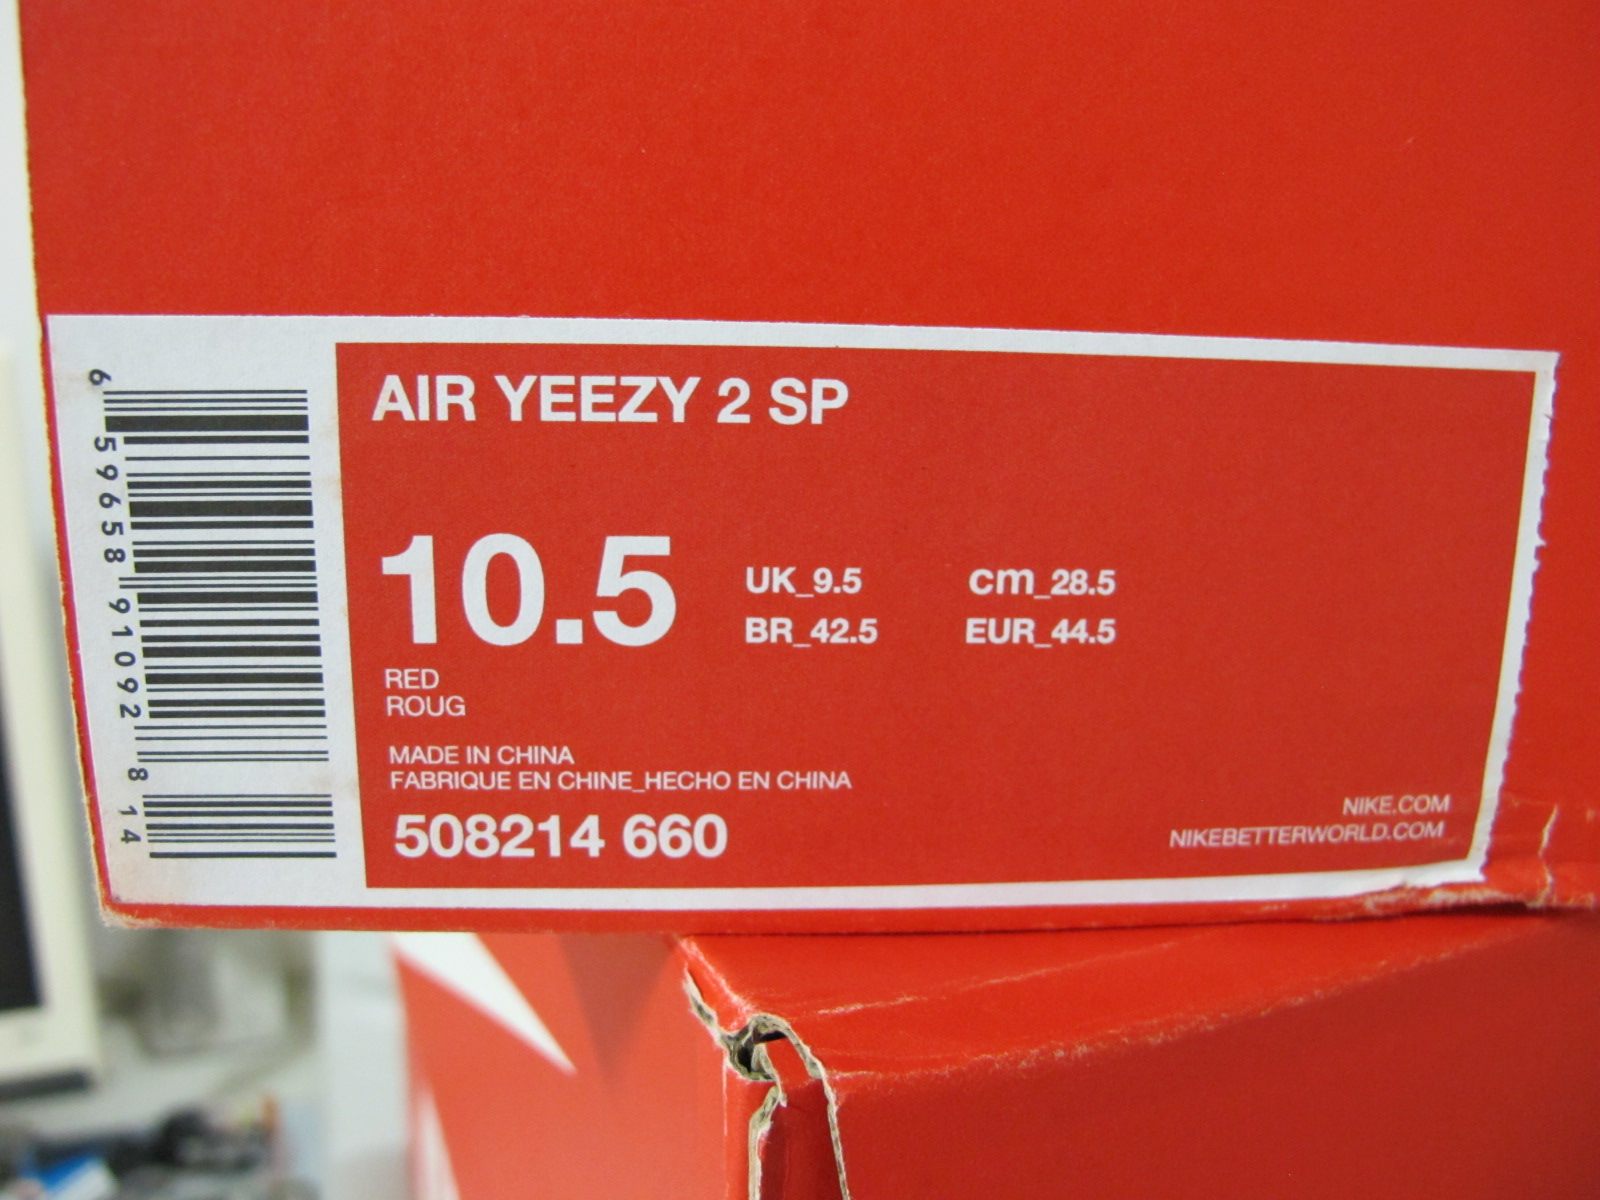 AIR YEEZY 2 SP
10.5
UK_9.5 cm_28.5
BR_42.5 EUR_44.5
RED
ROUG
MADE IN CHINA
FABRIQUE EN CHINE_HECHO EN CHINA
508214 660
NIKE.COM
NIKEBETTERWORLD.COM
6 59658 91092 8 14